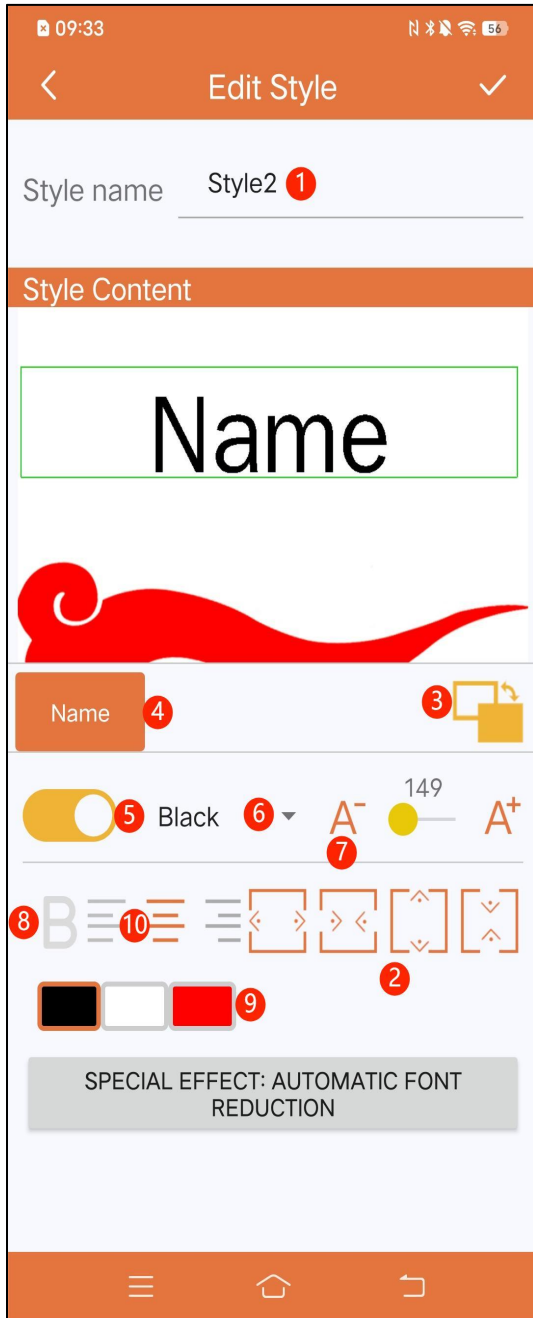 09:33
56
Edit Style
Style name
Style2 1
Style Content
Name
Name 4
3
5 Black 6
A- 149 A+
7
8 B 10
2
9
SPECIAL EFFECT: AUTOMATIC FONT
REDUCTION